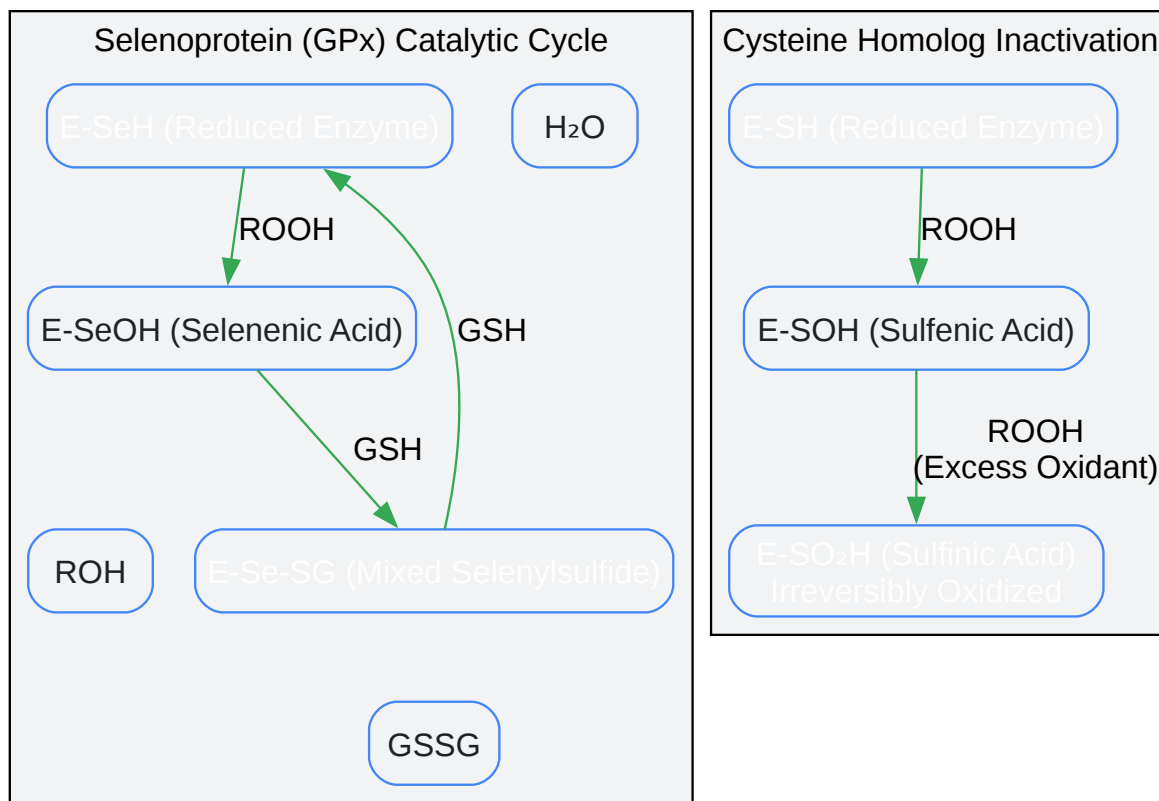 Selenoprotein (GPx) Catalytic Cycle
E-SeH (Reduced Enzyme)
H₂O
ROOH
E-SeOH (Selenenic Acid)
GSH
GSH
ROH
E-Se-SG (Mixed Selenylsulfide)
GSSG
Cysteine Homolog Inactivation
E-SH (Reduced Enzyme)
ROOH
E-SOH (Sulfenic Acid)
ROOH
(Excess Oxidant)
E-SO₂H (Sulfinic Acid)
Irreversibly Oxidized